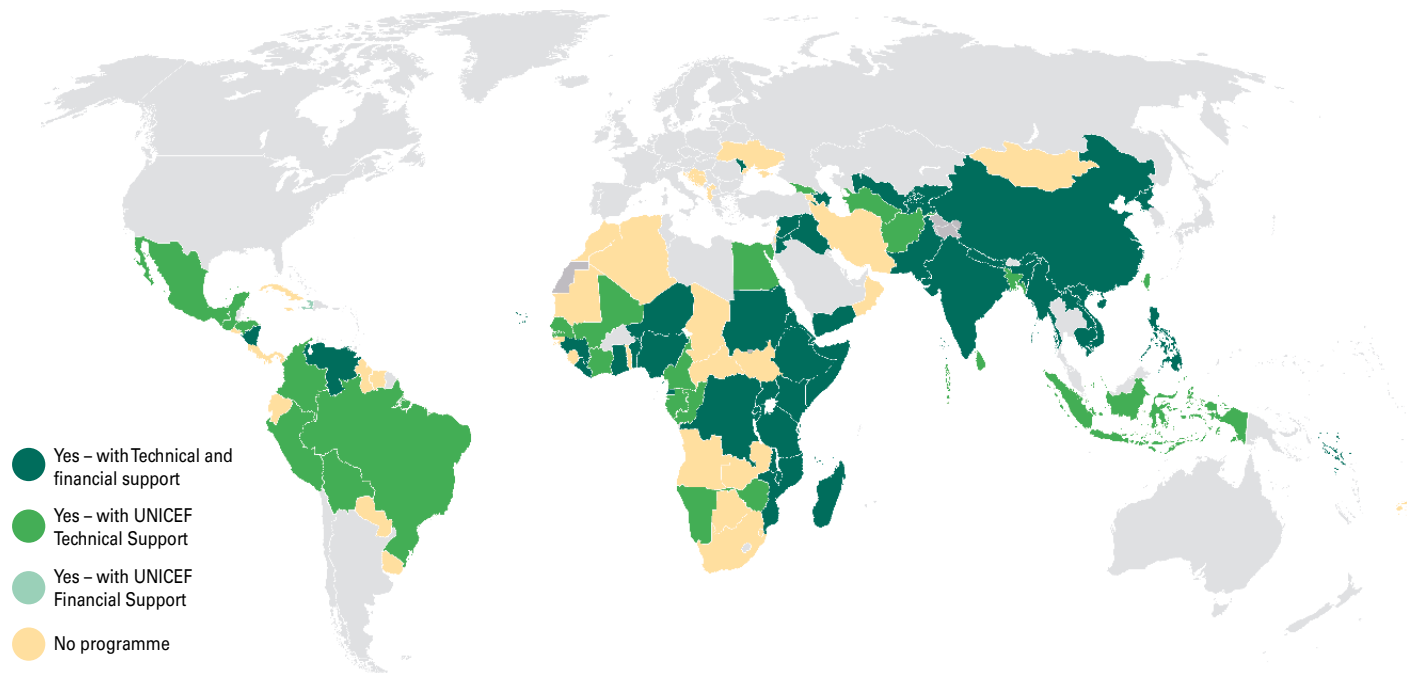 Yes – with Technical and
financial support
Yes – with UNICEF
Technical Support
Yes – with UNICEF
Financial Support
No programme